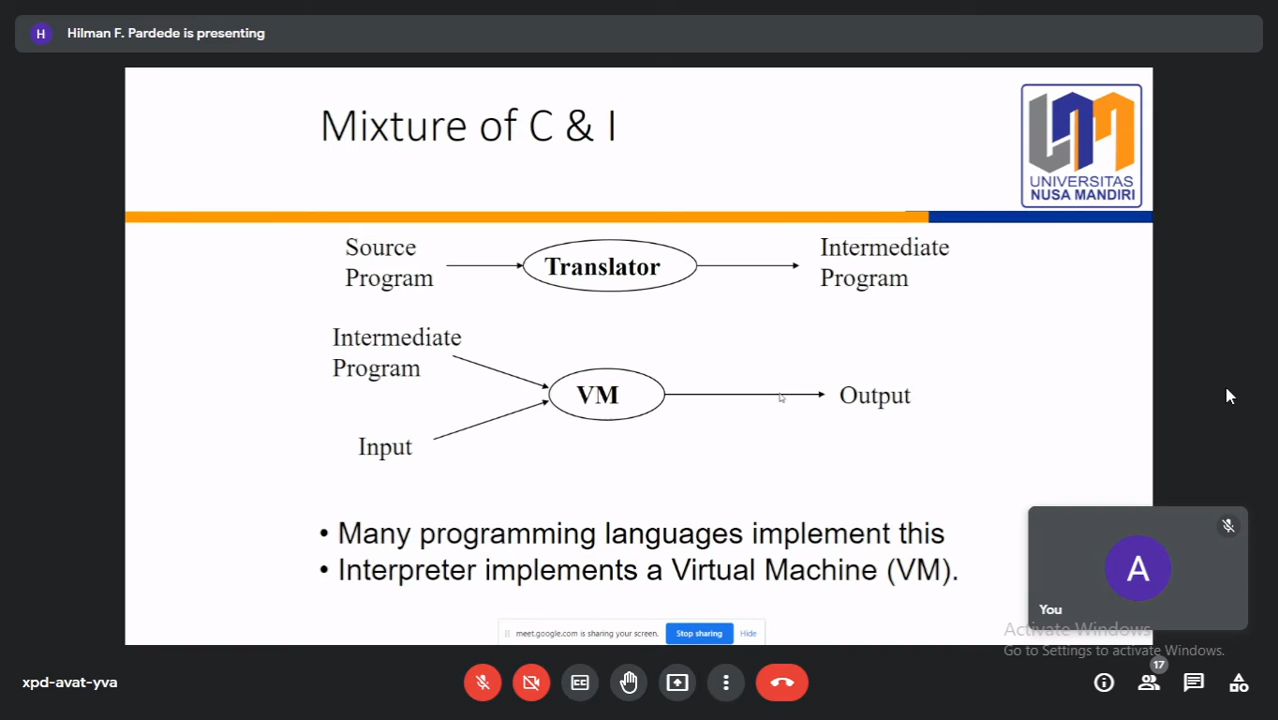 H
Hilman F. Pardede is presenting
Mixture of C & I
UNIVERSITAS
NUSA MANDIRI
Source
Program
Translator
Intermediate
Program
Intermediate
Program
VM
Output
Input
• Many programming languages implement this
• Interpreter implements a Virtual Machine (VM).
A
You
meet.google.com is sharing your screen.
Stop sharing
Hide
Activate Windows
Go to Settings to activate Windows.
xpd-avat-yva
CC
17